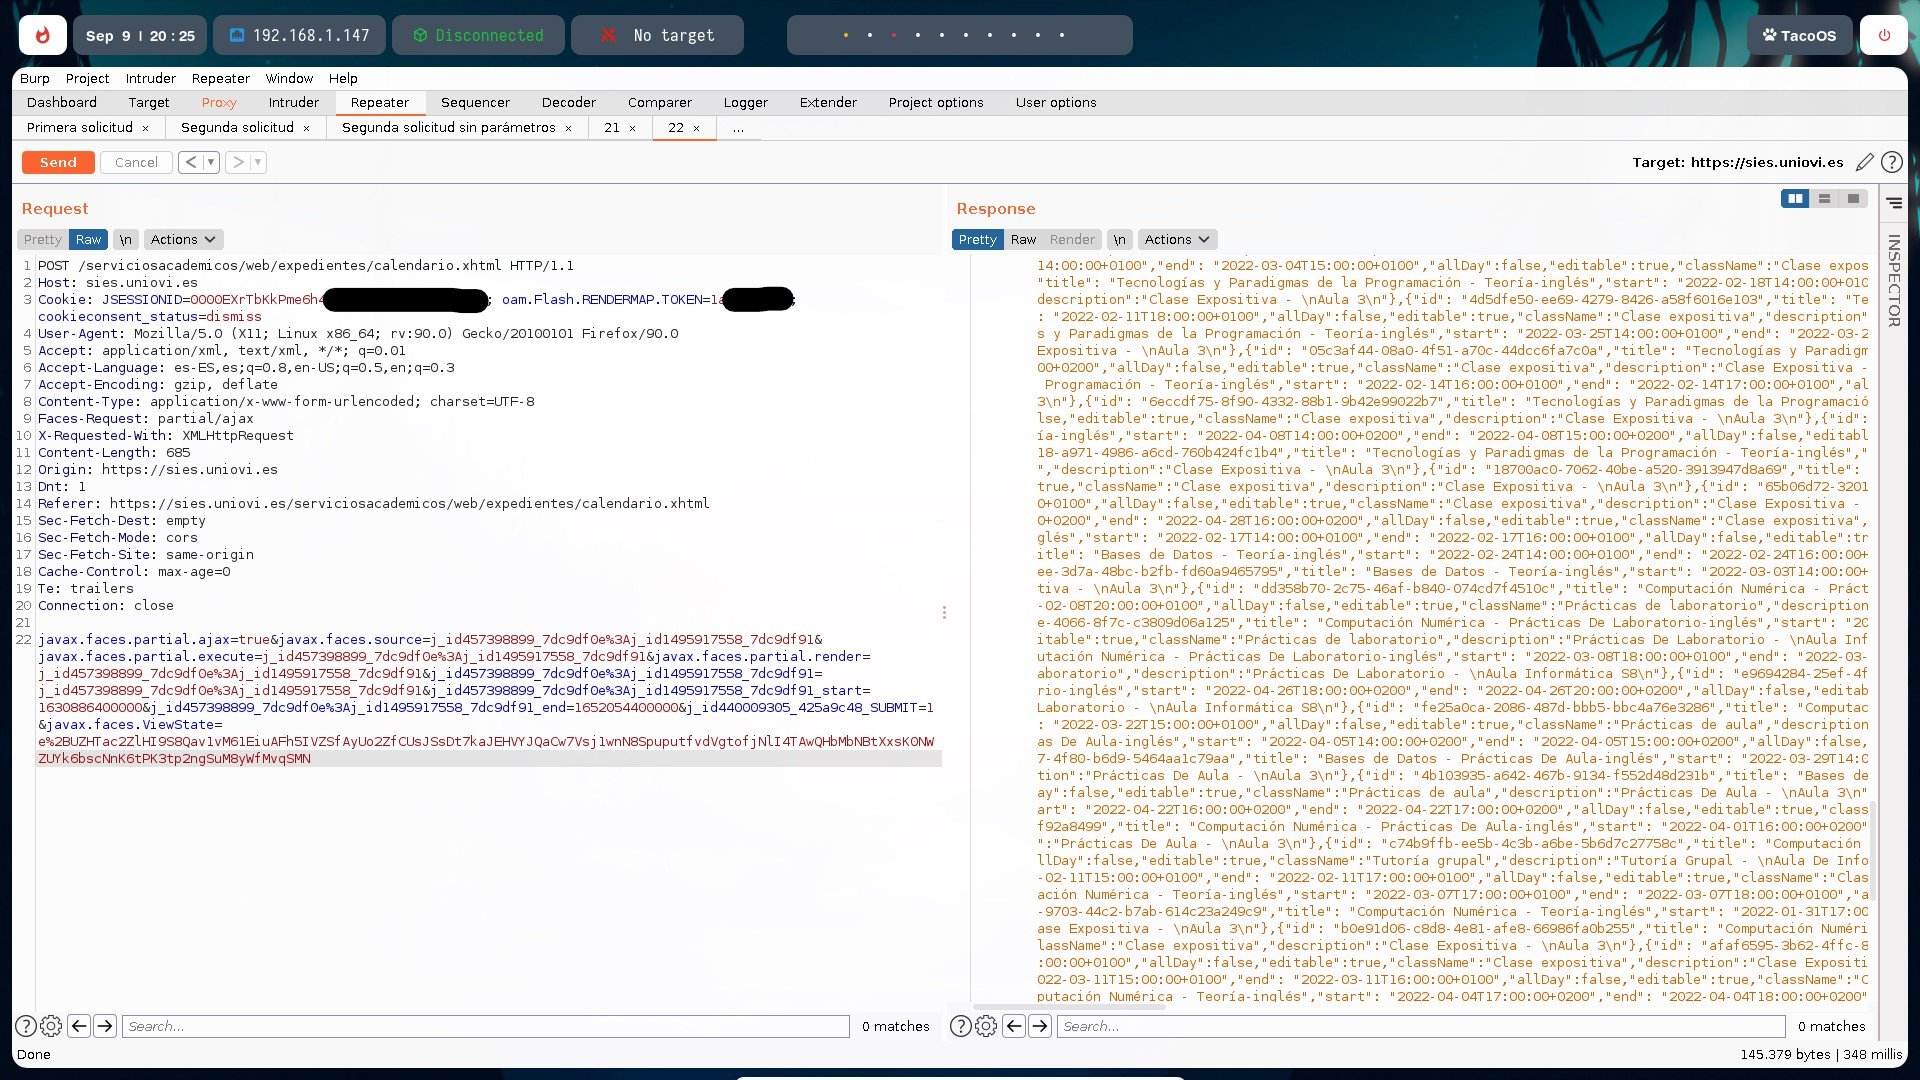 Sep 9 | 20:25
192.168.1.147
Disconnected
No target
TacoOS
Burp Project Intruder Repeater Window Help
Dashboard Target Proxy Intruder Repeater Sequencer Decoder Comparer Logger Extender Project options User options
Primera solicitud × Segunda solicitud × Segunda solicitud sin parámetros × 21 × 22 × ...
Send Cancel < >
Target: https://sies.uniovi.es
Request
Pretty Raw \n Actions
1 POST /serviciosacademicos/web/expedientes/calendario.xhtml HTTP/1.1
2 Host: sies.uniovi.es
3 Cookie: JSESSIONID=0000EXrTbKkPme6h4 ; oam.Flash.RENDERMAP.TOKEN=1a ;
cookieconsent_status=dismiss
4 User-Agent: Mozilla/5.0 (X11; Linux x86_64; rv:90.0) Gecko/20100101 Firefox/90.0
5 Accept: application/xml, text/xml, */*; q=0.01
6 Accept-Language: es-ES,es;q=0.8,en-US;q=0.5,en;q=0.3
7 Accept-Encoding: gzip, deflate
8 Content-Type: application/x-www-form-urlencoded; charset=UTF-8
9 Faces-Request: partial/ajax
10 X-Requested-With: XMLHttpRequest
11 Content-Length: 685
12 Origin: https://sies.uniovi.es
13 Dnt: 1
14 Referer: https://sies.uniovi.es/serviciosacademicos/web/expedientes/calendario.xhtml
15 Sec-Fetch-Dest: empty
16 Sec-Fetch-Mode: cors
17 Sec-Fetch-Site: same-origin
18 Cache-Control: max-age=0
19 Te: trailers
20 Connection: close
21
22 javax.faces.partial.ajax=true&javax.faces.source=j_id457398899_7dc9df0e%3Aj_id1495917558_7dc9df91&
javax.faces.partial.execute=j_id457398899_7dc9df0e%3Aj_id1495917558_7dc9df91&javax.faces.partial.render=
j_id457398899_7dc9df0e%3Aj_id1495917558_7dc9df91&j_id457398899_7dc9df0e%3Aj_id1495917558_7dc9df91=
j_id457398899_7dc9df0e%3Aj_id1495917558_7dc9df91&j_id457398899_7dc9df0e%3Aj_id1495917558_7dc9df91_start=
1630886400000&j_id457398899_7dc9df0e%3Aj_id1495917558_7dc9df91_end=1652054400000&j_id440009305_425a9c48_SUBMIT=1
&javax.faces.ViewState=
e%2BUZHTac2ZlHI9S8Qav1vM61EiuAFh5IVZSfAyUo2ZfCUsJSsDt7kaJEHVYJQaCw7Vsj1wnN8SpuputfvdVgtofjNlI4TAwQHbMbNBtXxsK0NW
ZUYk6bscNnK6tPK3tp2ngSuM8yWfMvqSMN
Response
Pretty Raw Render \n Actions
14:00:00+0100","end": "2022-03-04T15:00:00+0100","allDay":false,"editable":true,"className":"Clase expos
"title": "Tecnologías y Paradigmas de la Programación - Teoría-inglés","start": "2022-02-18T14:00:00+010
description":"Clase Expositiva - \nAula 3\n"},{"id": "4d5dfe50-ee69-4279-8426-a58f6016e103","title": "Te
: "2022-02-11T18:00:00+0100","allDay":false,"editable":true,"className":"Clase expositiva","description"
s y Paradigmas de la Programación - Teoría-inglés","start": "2022-03-25T14:00:00+0100","end": "2022-03-2
Expositiva - \nAula 3\n"},{"id": "05c3af44-08a0-4f51-a70c-44dcc6fa7c0a","title": "Tecnologías y Paradigm
00+0200","allDay":false,"editable":true,"className":"Clase expositiva","description":"Clase Expositiva -
Programación - Teoría-inglés","start": "2022-02-14T16:00:00+0100","end": "2022-02-14T17:00:00+0100","al
3\n"},{"id": "6eccdf75-8f90-4332-88b1-9b42e99022b7","title": "Tecnologías y Paradigmas de la Programació
lse,"editable":true,"className":"Clase expositiva","description":"Clase Expositiva - \nAula 3\n"},{"id":
ía-inglés","start": "2022-04-08T14:00:00+0200","end": "2022-04-08T15:00:00+0200","allDay":false,"editabl
18-a971-4986-a6cd-760b424fc1b4","title": "Tecnologías y Paradigmas de la Programación - Teoría-inglés","
","description":"Clase Expositiva - \nAula 3\n"},{"id": "18700ac0-7062-40be-a520-3913947d8a69","title":
true,"className":"Clase expositiva","description":"Clase Expositiva - \nAula 3\n"},{"id": "65b06d72-3201
0+0100","allDay":false,"editable":true,"className":"Clase expositiva","description":"Clase Expositiva -
0+0200","end": "2022-04-28T16:00:00+0200","allDay":false,"editable":true,"className":"Clase expositiva",
glés","start": "2022-02-17T14:00:00+0100","end": "2022-02-17T16:00:00+0100","allDay":false,"editable":tr
itle": "Bases de Datos - Teoría-inglés","start": "2022-02-24T14:00:00+0100","end": "2022-02-24T16:00:00+
ee-3d7a-48bc-b2fb-fd60a9465795","title": "Bases de Datos - Teoría-inglés","start": "2022-03-03T14:00:00+
tiva - \nAula 3\n"},{"id": "dd358b70-2c75-46af-b840-074cd7f4510c","title": "Computación Numérica - Práct
-02-08T20:00:00+0100","allDay":false,"editable":true,"className":"Prácticas de laboratorio","description
e-4066-8f7c-c3809d06a125","title": "Computación Numérica - Prácticas De Laboratorio-inglés","start": "20
itable":true,"className":"Prácticas de laboratorio","description":"Prácticas De Laboratorio - \nAula Inf
utación Numérica - Prácticas De Laboratorio-inglés","start": "2022-03-08T18:00:00+0100","end": "2022-03-
aboratorio","description":"Prácticas De Laboratorio - \nAula Informática S8\n"},{"id": "e9694284-25ef-4f
rio-inglés","start": "2022-04-26T18:00:00+0200","end": "2022-04-26T20:00:00+0200","allDay":false,"editab
Laboratorio - \nAula Informática S8\n"},{"id": "fe25a0ca-2086-487d-bbb5-bbc4a76e3286","title": "Computac
: "2022-03-22T15:00:00+0100","allDay":false,"editable":true,"className":"Prácticas de aula","description
as De Aula-inglés","start": "2022-04-05T14:00:00+0200","end": "2022-04-05T15:00:00+0200","allDay":false,
7-4f80-b6d9-5464aa1c79aa","title": "Bases de Datos - Prácticas De Aula-inglés","start": "2022-03-29T14:0
tion":"Prácticas De Aula - \nAula 3\n"},{"id": "4b103935-a642-467b-9134-f552d48d231b","title": "Bases de
ay":false,"editable":true,"className":"Prácticas de aula","description":"Prácticas De Aula - \nAula 3\n"
art": "2022-04-22T16:00:00+0200","end": "2022-04-22T17:00:00+0200","allDay":false,"editable":true,"class
f92a8499","title": "Computación Numérica - Prácticas De Aula-inglés","start": "2022-04-01T16:00:00+0200"
":"Prácticas De Aula - \nAula 3\n"},{"id": "c74b9ffb-ee5b-4c3b-a6be-5b6d7c27758c","title": "Computación
llDay":false,"editable":true,"className":"Tutoría grupal","description":"Tutoría Grupal - \nAula De Info
-02-11T15:00:00+0100","end": "2022-02-11T17:00:00+0100","allDay":false,"editable":true,"className":"Clas
ación Numérica - Teoría-inglés","start": "2022-03-07T17:00:00+0100","end": "2022-03-07T18:00:00+0100","a
-9703-44c2-b7ab-614c23a249c9","title": "Computación Numérica - Teoría-inglés","start": "2022-01-31T17:00
ase Expositiva - \nAula 3\n"},{"id": "b0e91d06-c8d8-4e81-afe8-66986fa0b255","title": "Computación Numéri
lassName":"Clase expositiva","description":"Clase Expositiva - \nAula 3\n"},{"id": "afaf6595-3b62-4ffc-8
:00:00+0100","allDay":false,"editable":true,"className":"Clase expositiva","description":"Clase Expositi
022-03-11T15:00:00+0100","end": "2022-03-11T16:00:00+0100","allDay":false,"editable":true,"className":"C
putación Numérica - Teoría-inglés","start": "2022-04-04T17:00:00+0200","end": "2022-04-04T18:00:00+0200"
INSPECTOR
Search... 0 matches
Search... 0 matches
Done
145.379 bytes | 348 millis